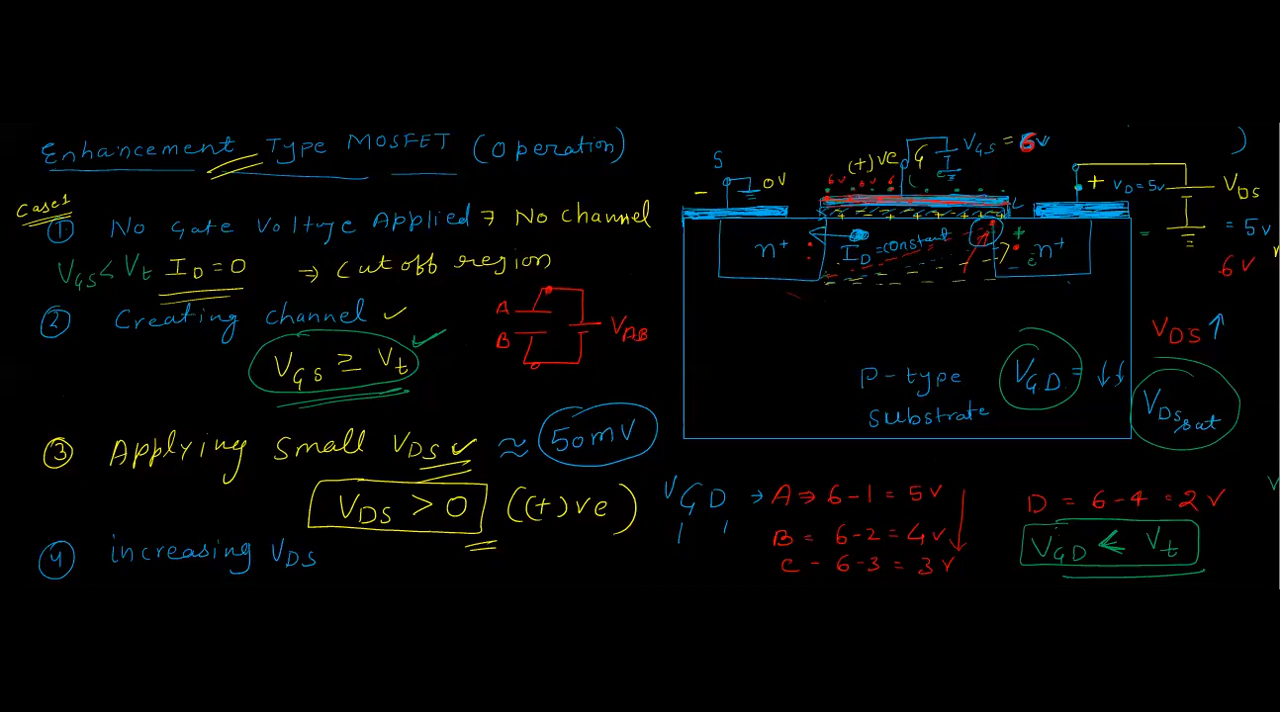 Enhancement Type MOSFET (Operation)
Case1
① No Gate Voltage Applied → No Channel
VGS < Vt ID = 0 → Cut off region
② Creating channel ✓
VGS ≥ Vt ✓
A
B
VAB
③ Applying Small VDS ✓ ≈ 50mV
VDS > 0 ((+)ve)
④ increasing VDS
S
- 0V
(+)ve G
VGS = 6v
+ VD = 5v
VDS
= 5v
6V
n+
ID = constant
n+
P-type
Substrate
VGD = ↓↓
VDS ↑
VDSsat
VGD → A ⇒ 6-1 = 5V
B = 6-2 = 4V
C - 6-3 = 3V
D = 6-4 = 2V
VGD < Vt